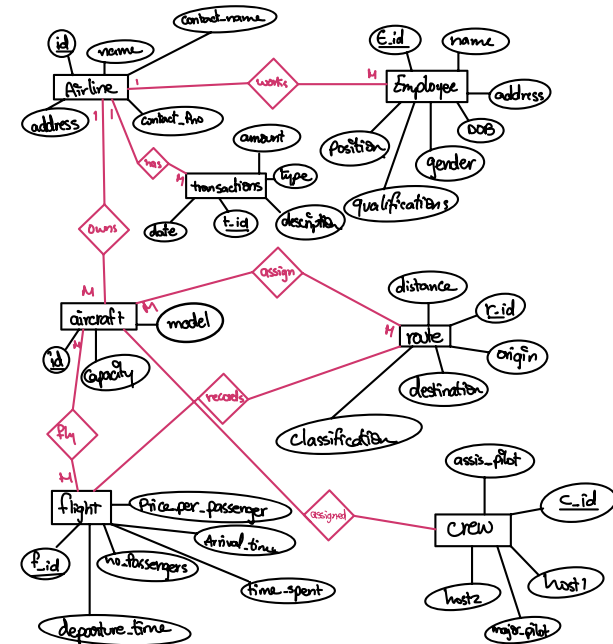 contact_name
id
name
Airline
1
address
contact_fno
1
1
works
M
E_id
name
Employee
address
DOB
gender
position
qualifications
has
M
amount
type
transactions
date
t_id
description
owns
M
assign
M
M
aircraft
model
id
capacity
M
distance
r_id
route
origin
destination
classification
records
fly
M
flight
Price_per_passenger
Arrival_time
f_id
no_passengers
time_spent
departure_time
assigned
assis_pilot
c_id
crew
host2
host1
major_pilot